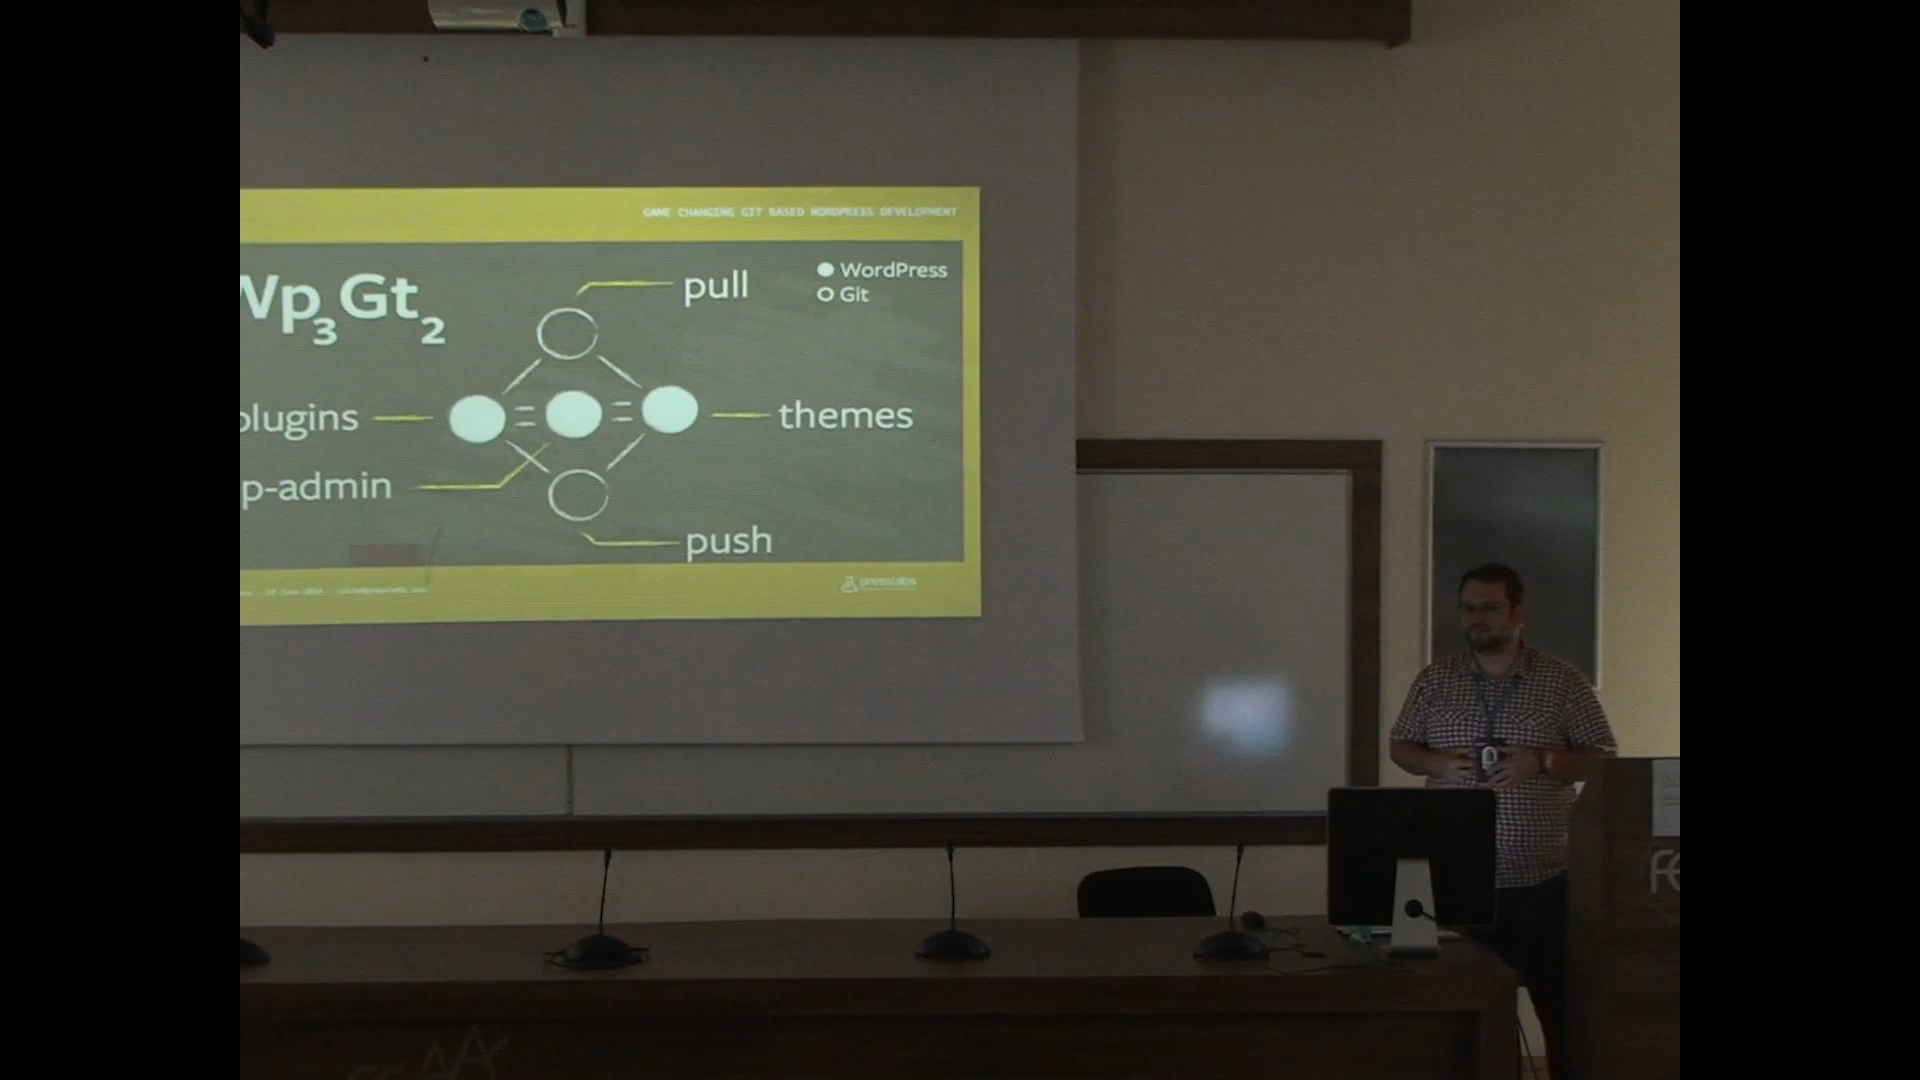 GAME CHANGING GIT BASED WORDPRESS DEVELOPMENT
Wp3Gt2
pull
WordPress
Git
plugins
themes
p-admin
push
presslabs